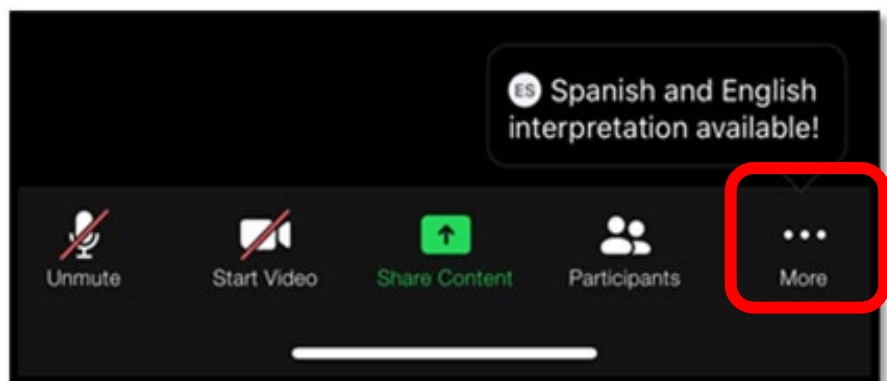 ES Spanish and English
interpretation available!
Unmute
Start Video
Share Content
Participants
More